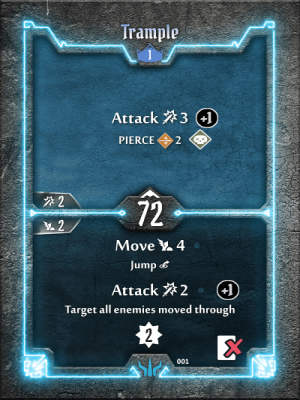 Trample
1
Attack 3 +1
PIERCE 2
2
72
2
Move 4
Jump
Attack 2 +1
Target all enemies moved through
2
001